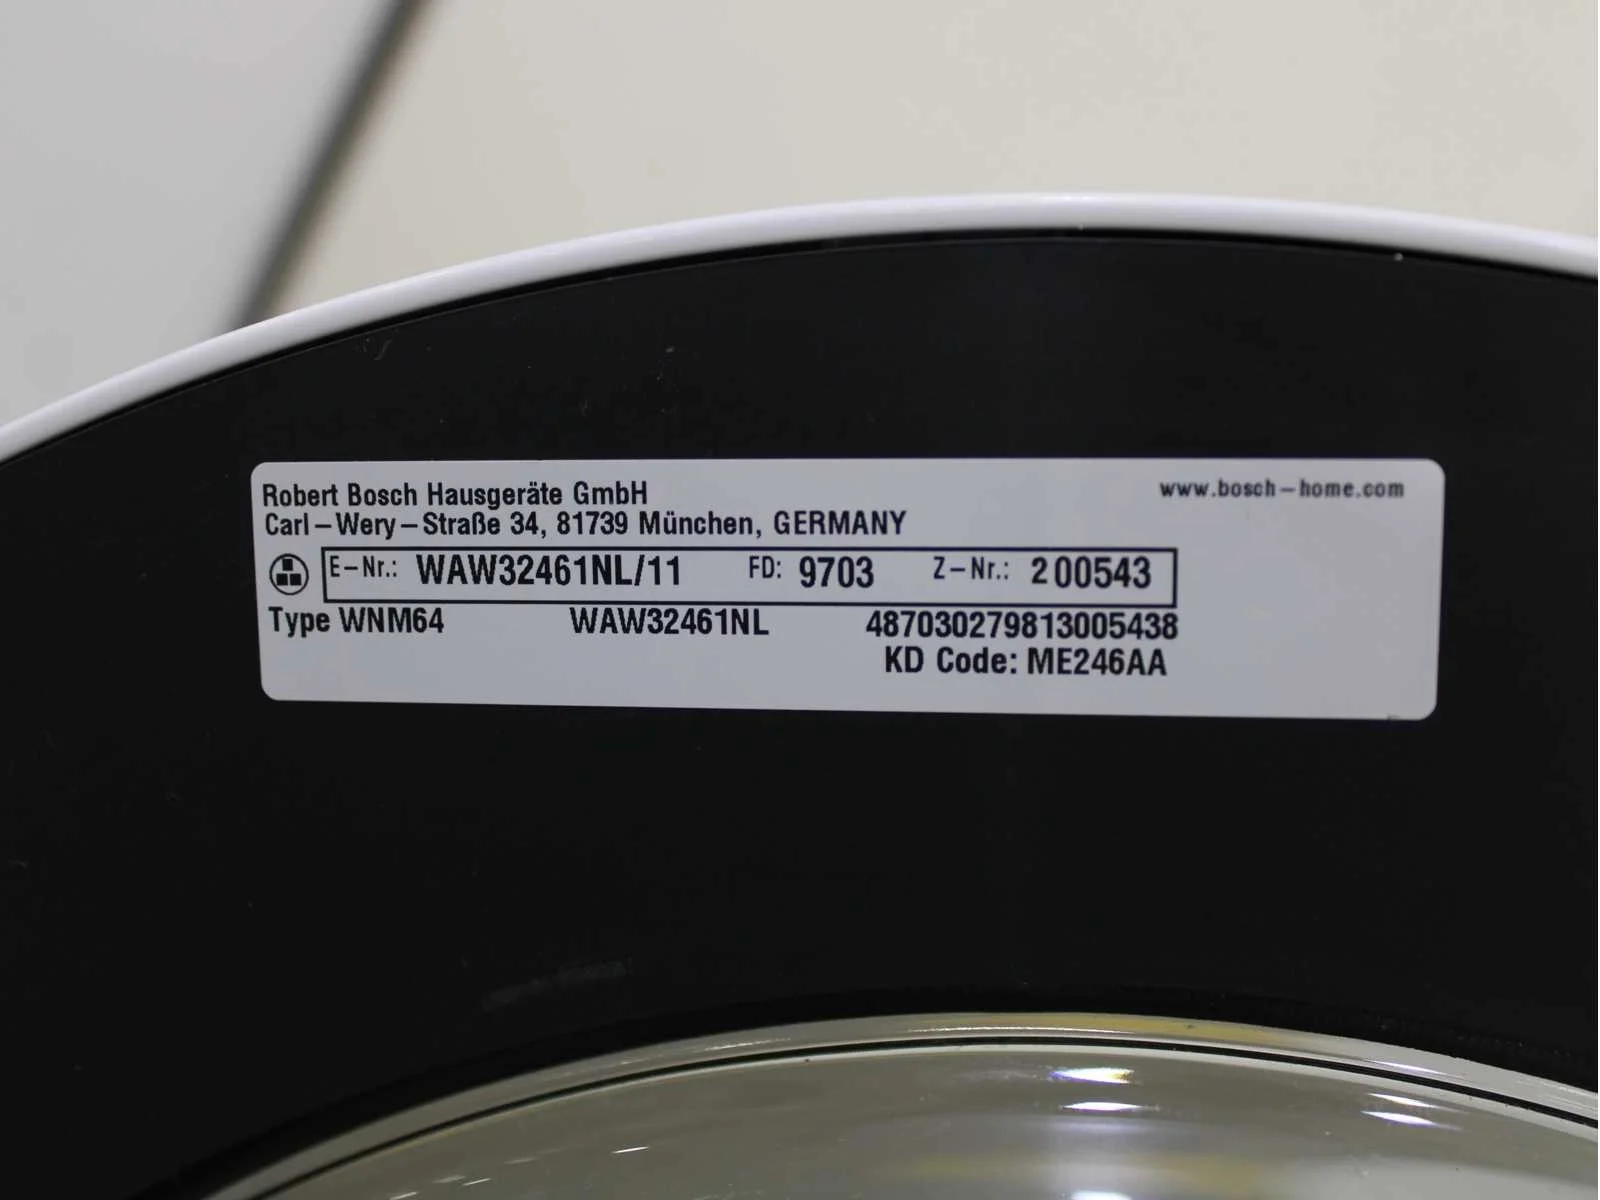 Robert Bosch Hausgeräte GmbH
www.bosch-home.com
Carl-Wery-Straße 34, 81739 München, GERMANY
E-Nr.: WAW32461NL/11 FD: 9703 Z-Nr.: 200543
Type WNM64 WAW32461NL 487030279813005438
KD Code: ME246AA